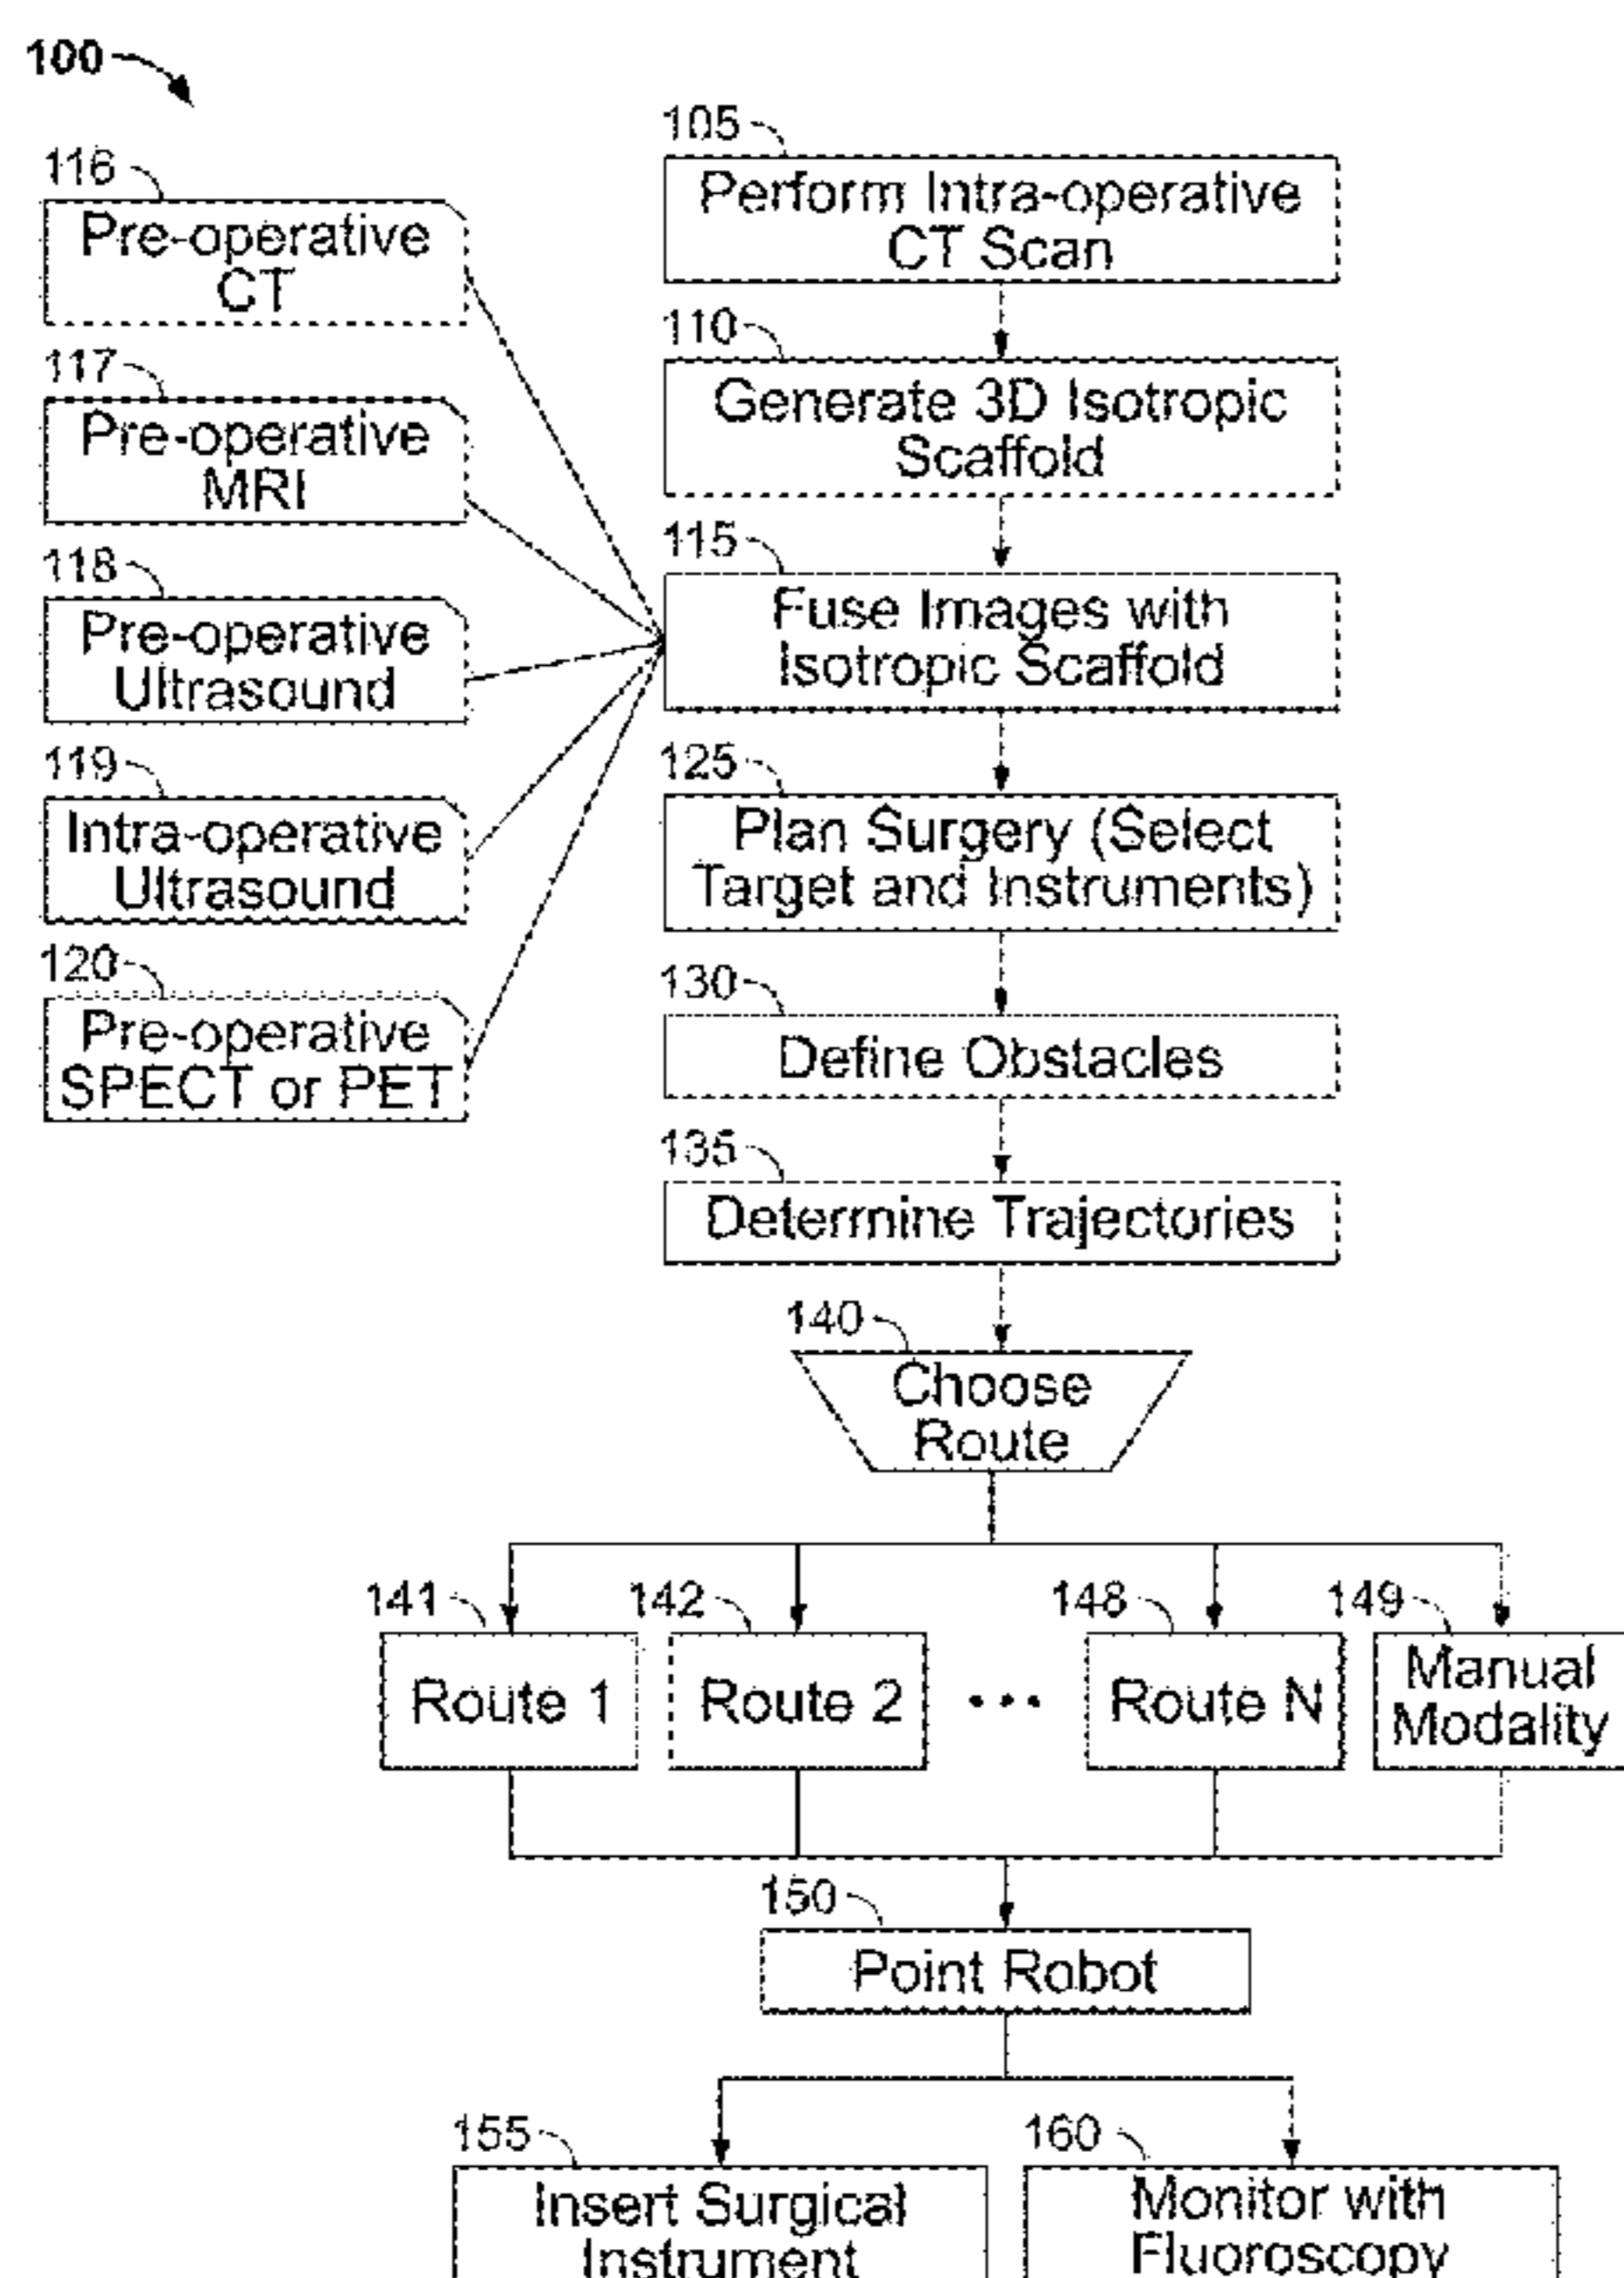 100
105
Perform Intra-operative
CT Scan
116
Pre-operative
CT
110
Generate 3D Isotropic
Scaffold
117
Pre-operative
MRI
115
Fuse Images with
Isotropic Scaffold
118
Pre-operative
Ultrasound
119
Intra-operative
Ultrasound
125
Plan Surgery (Select
Target and Instruments)
120
Pre-operative
SPECT or PET
130
Define Obstacles
135
Determine Trajectories
140
Choose
Route
141
Route 1
142
Route 2
• • •
148
Route N
149
Manual
Modality
150
Point Robot
155
Insert Surgical
Instrument
160
Monitor with
Fluoroscopy